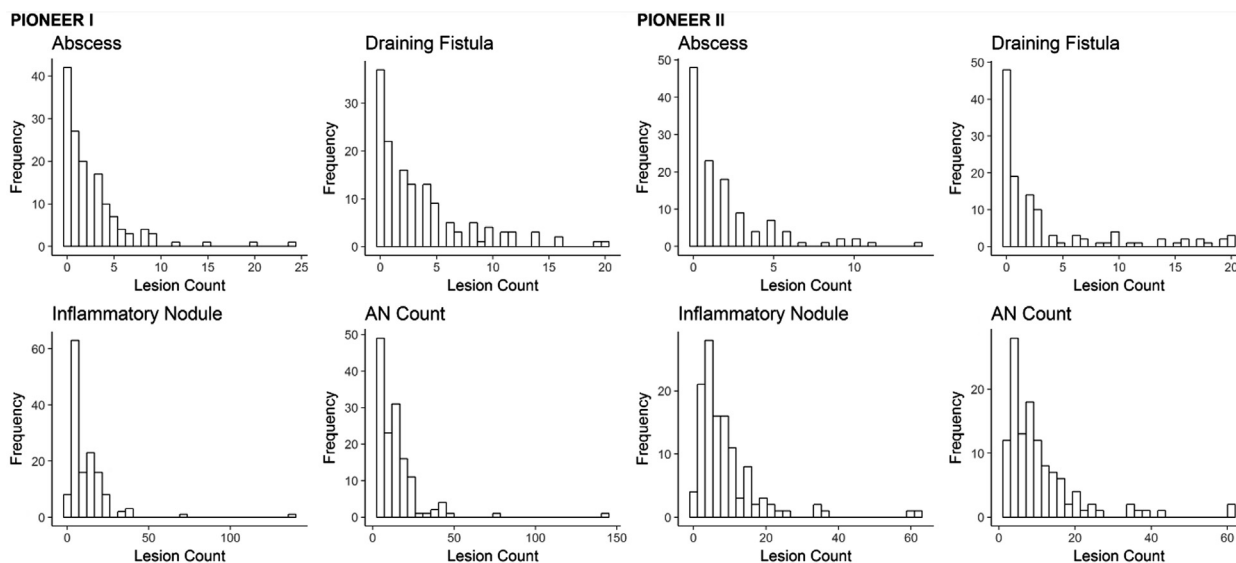 PIONEER I
Abscess
Frequency
40
30
20
10
0
0 5 10 15 20 25
Lesion Count
Draining Fistula
Frequency
30
20
10
0
0 5 10 15 20
Lesion Count
Inflammatory Nodule
Frequency
60
40
20
0
0 50 100
Lesion Count
AN Count
Frequency
50
40
30
20
10
0
0 50 100 150
Lesion Count
PIONEER II
Abscess
Frequency
50
40
30
20
10
0
0 5 10
Lesion Count
Draining Fistula
Frequency
50
40
30
20
10
0
0 5 10 15 20
Lesion Count
Inflammatory Nodule
Frequency
20
10
0
0 20 40 60
Lesion Count
AN Count
Frequency
20
10
0
0 20 40 60
Lesion Count